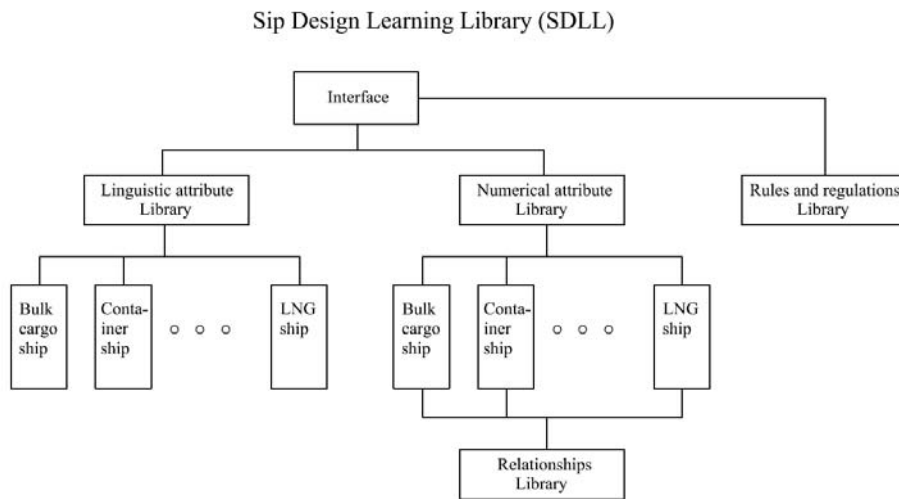 Sip Design Learning Library (SDLL)
Interface
Linguistic attribute
Library
Numerical attribute
Library
Rules and regulations
Library
Bulk
cargo
ship
Conta-
iner
ship
LNG
ship
Bulk
cargo
ship
Conta-
iner
ship
LNG
ship
Relationships
Library